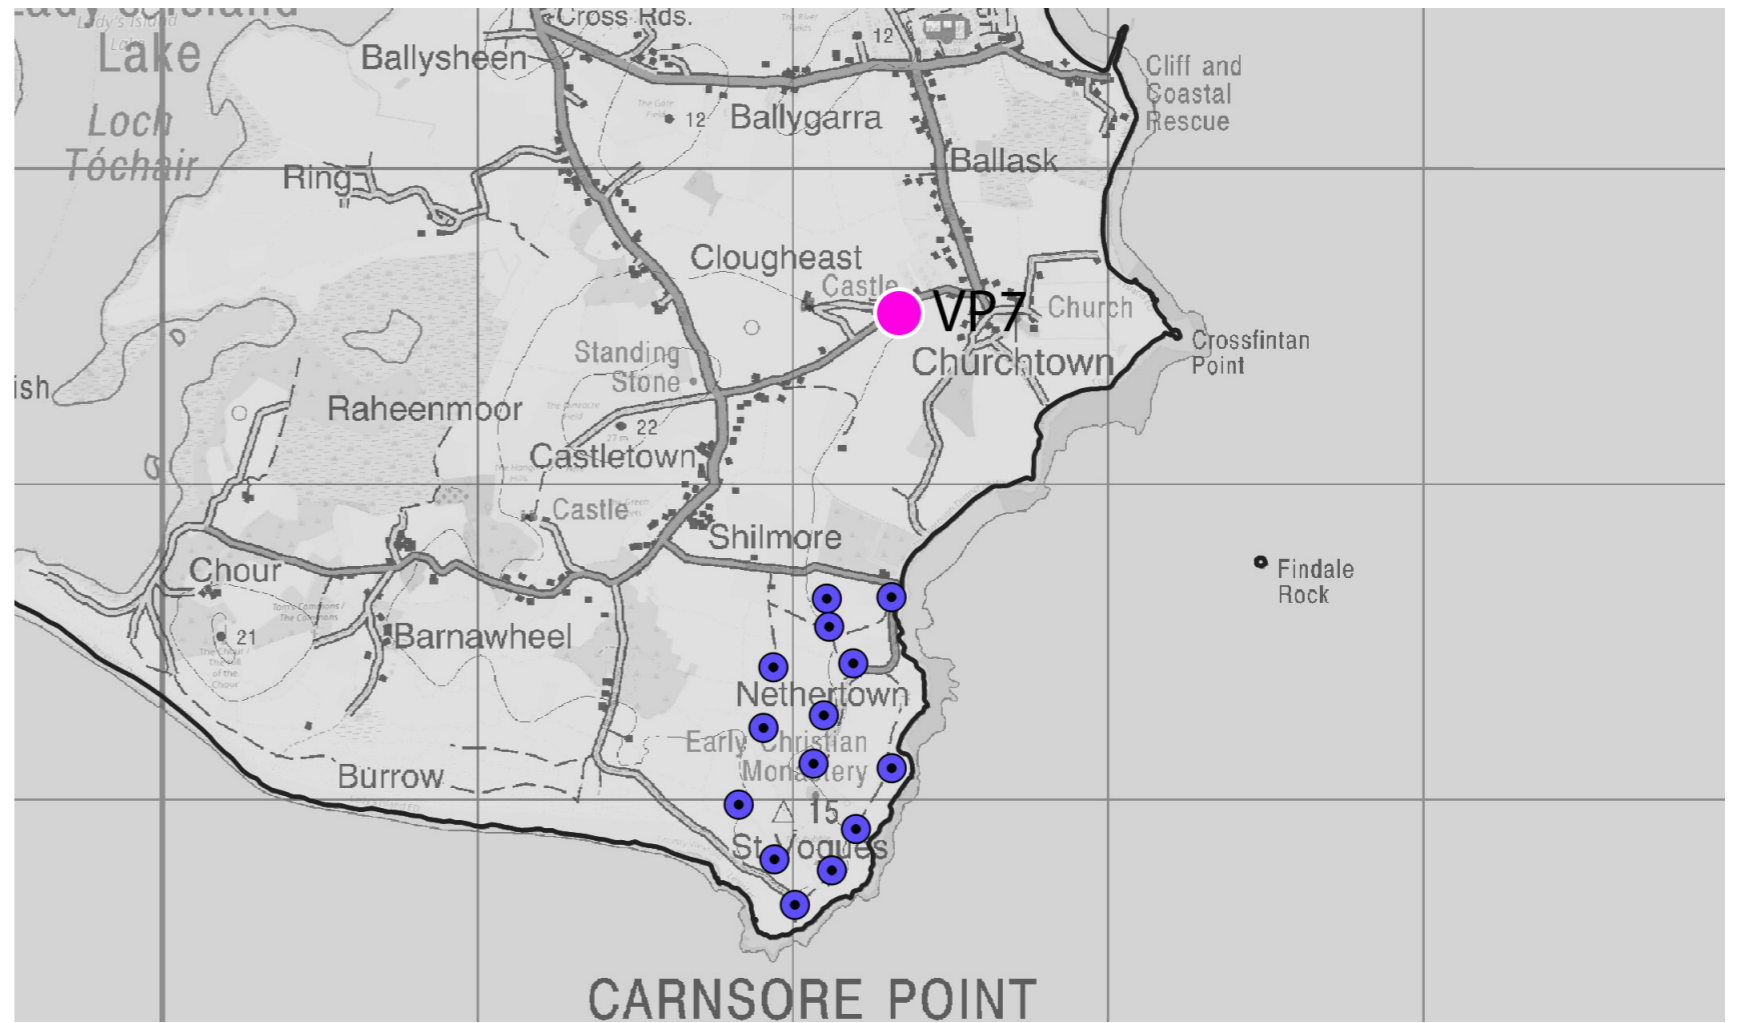 Lady's Island
Lake
Loch
Tóchair
Cross Rds.
Ballysheen
12
Cliff and
Coastal
Rescue
12
Ballygarra
Ballask
Ring
Clougheast
Castle
VP7
Church
Standing
Stone
Churchtown
Crossfintan
Point
ish
Raheenmoor
22
Castletown
Castle
Shilmore
Chour
Findale
Rock
21
Barnawheel
Nethertown
Early Christian
Monastery
Burrow
15
St Vogues
CARNSORE POINT